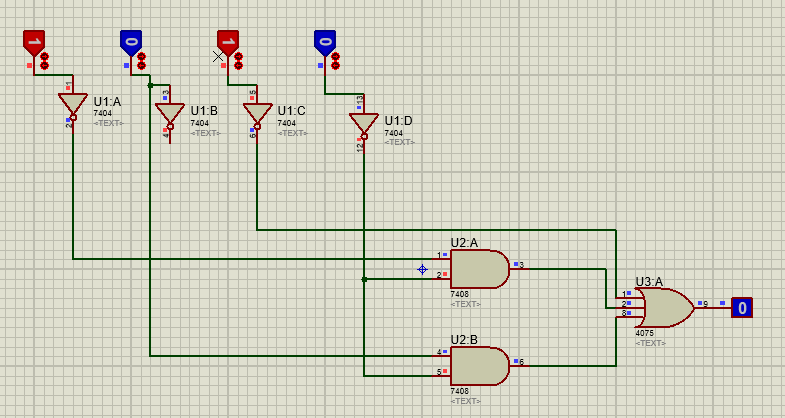 1 0 1 0
1 3 5 13
U1:A U1:B U1:C U1:D
7404 7404 7404 7404
<TEXT> <TEXT> <TEXT> <TEXT>
2 4 6 12
U2:A
1
2
3
7408
<TEXT>
U3:A
1
2
8
9
0
4075
<TEXT>
U2:B
4
5
6
7408
<TEXT>